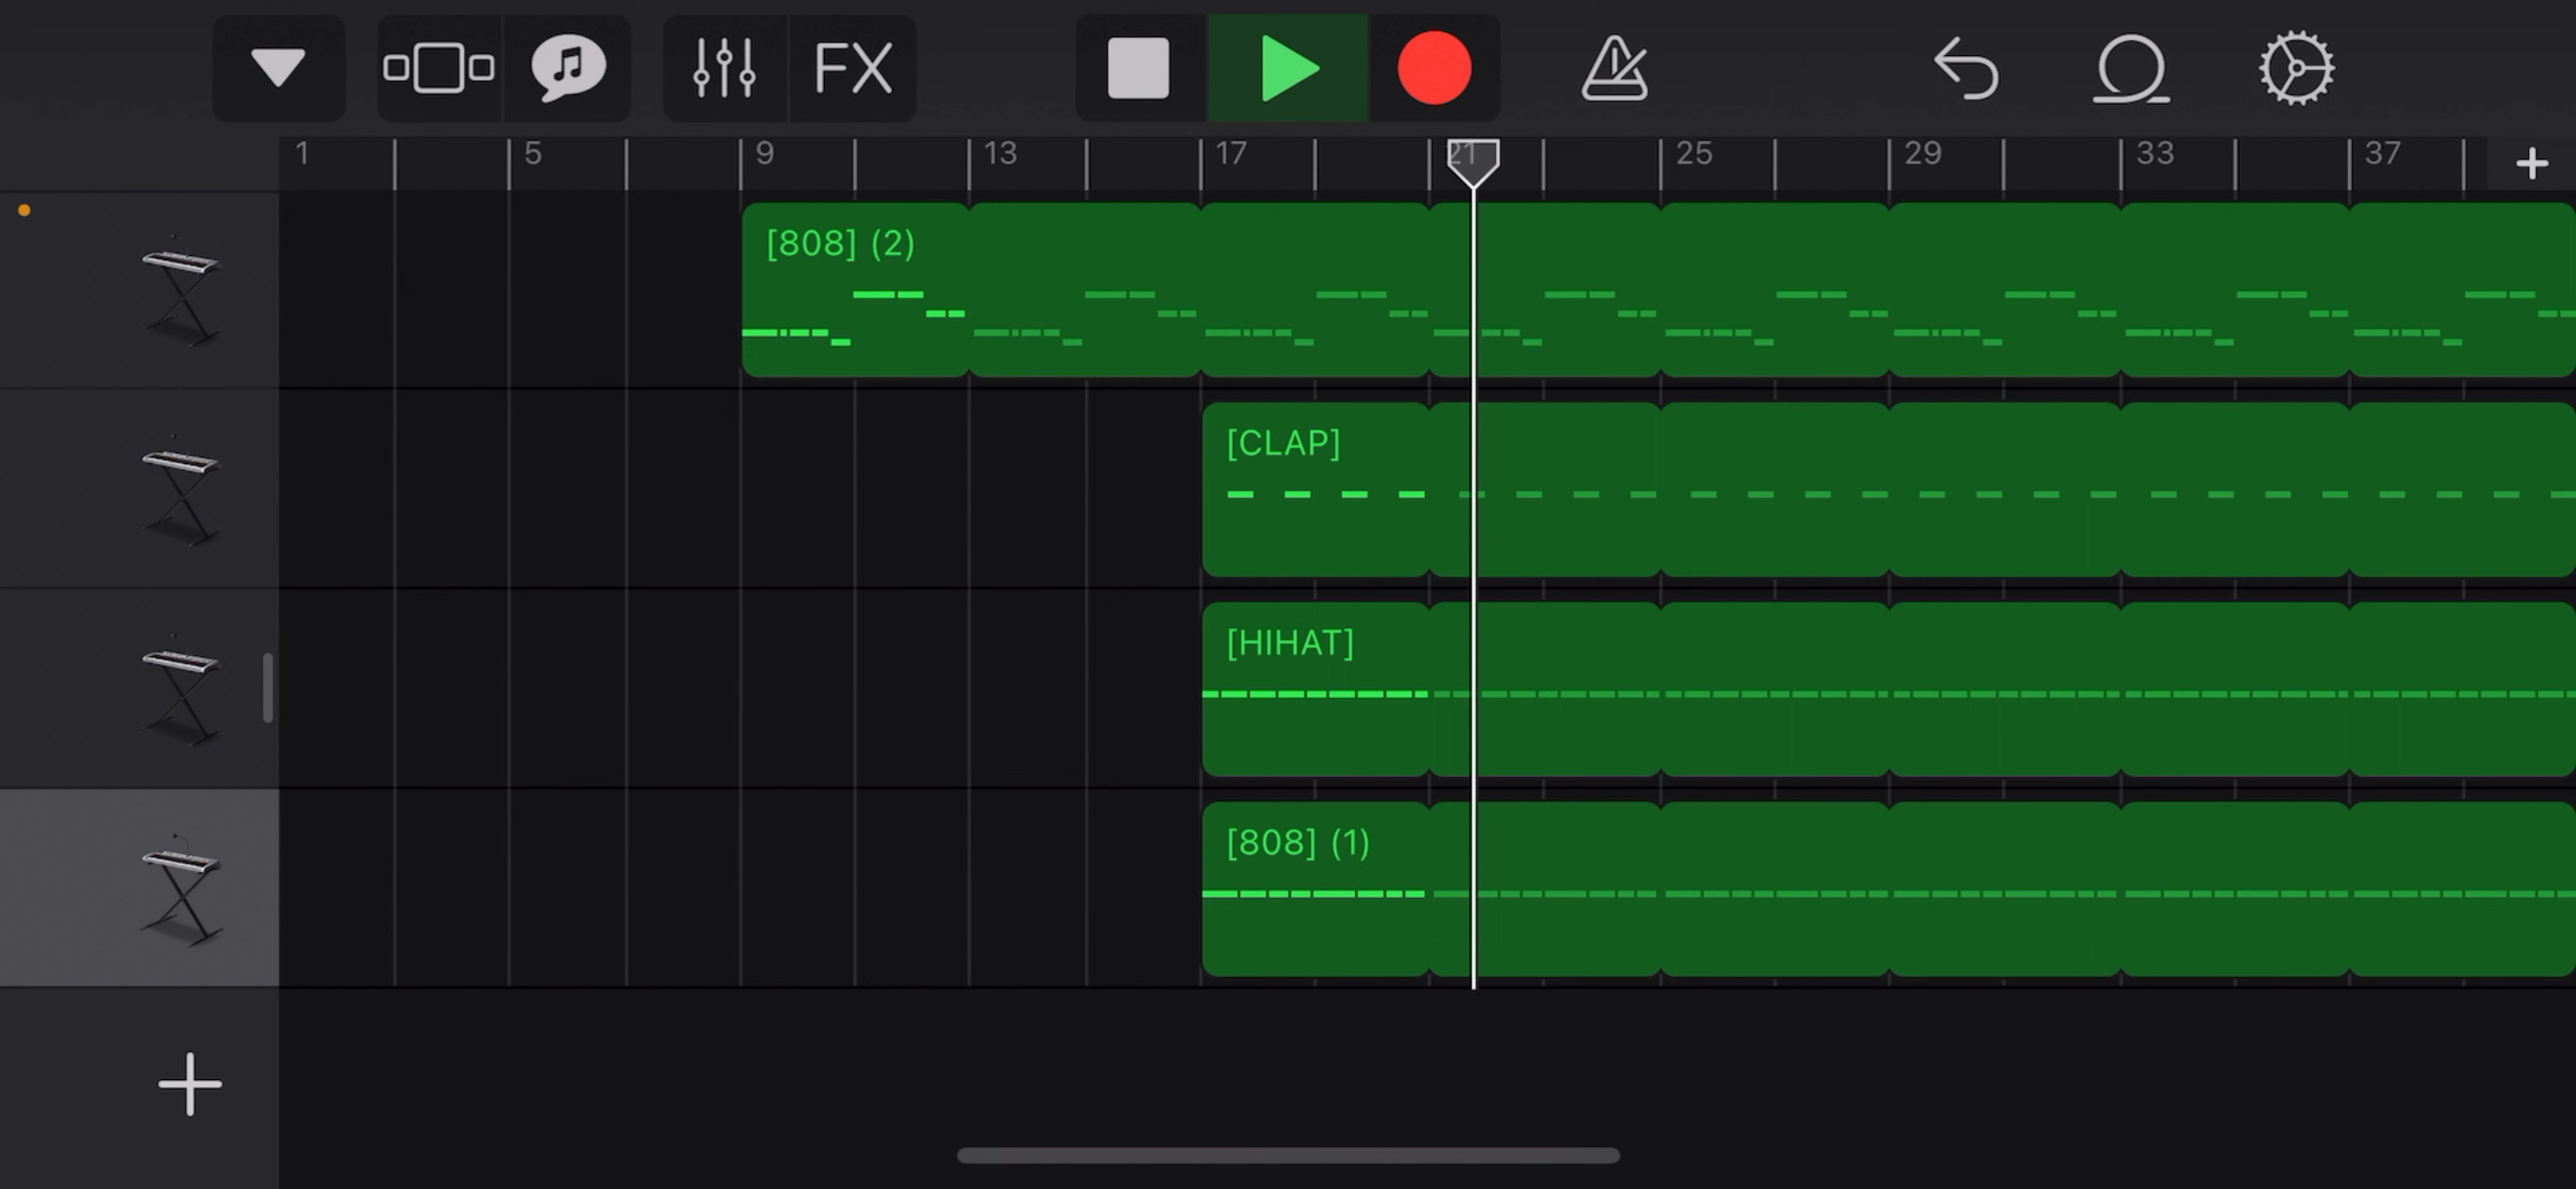 FX
1 5 9 13 17 21 25 29 33 37
[808] (2)
[CLAP]
[HIHAT]
[808] (1)